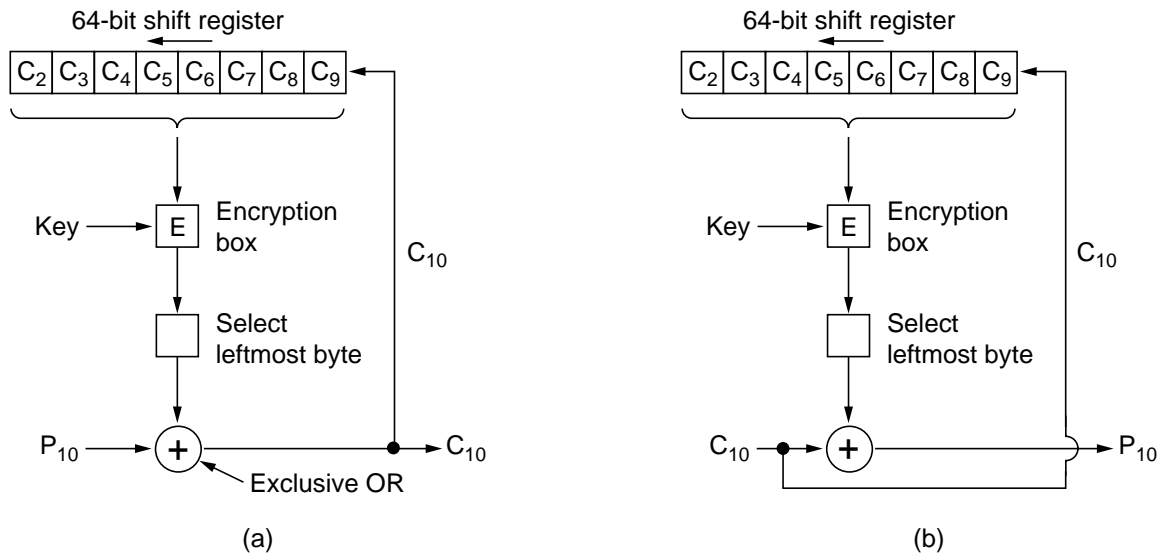 64-bit shift register
C2 C3 C4 C5 C6 C7 C8 C9
Key
E
Encryption
box
C10
Select
leftmost byte
P10
+
C10
Exclusive OR
(a)
64-bit shift register
C2 C3 C4 C5 C6 C7 C8 C9
Key
E
Encryption
box
C10
Select
leftmost byte
C10
+
P10
(b)